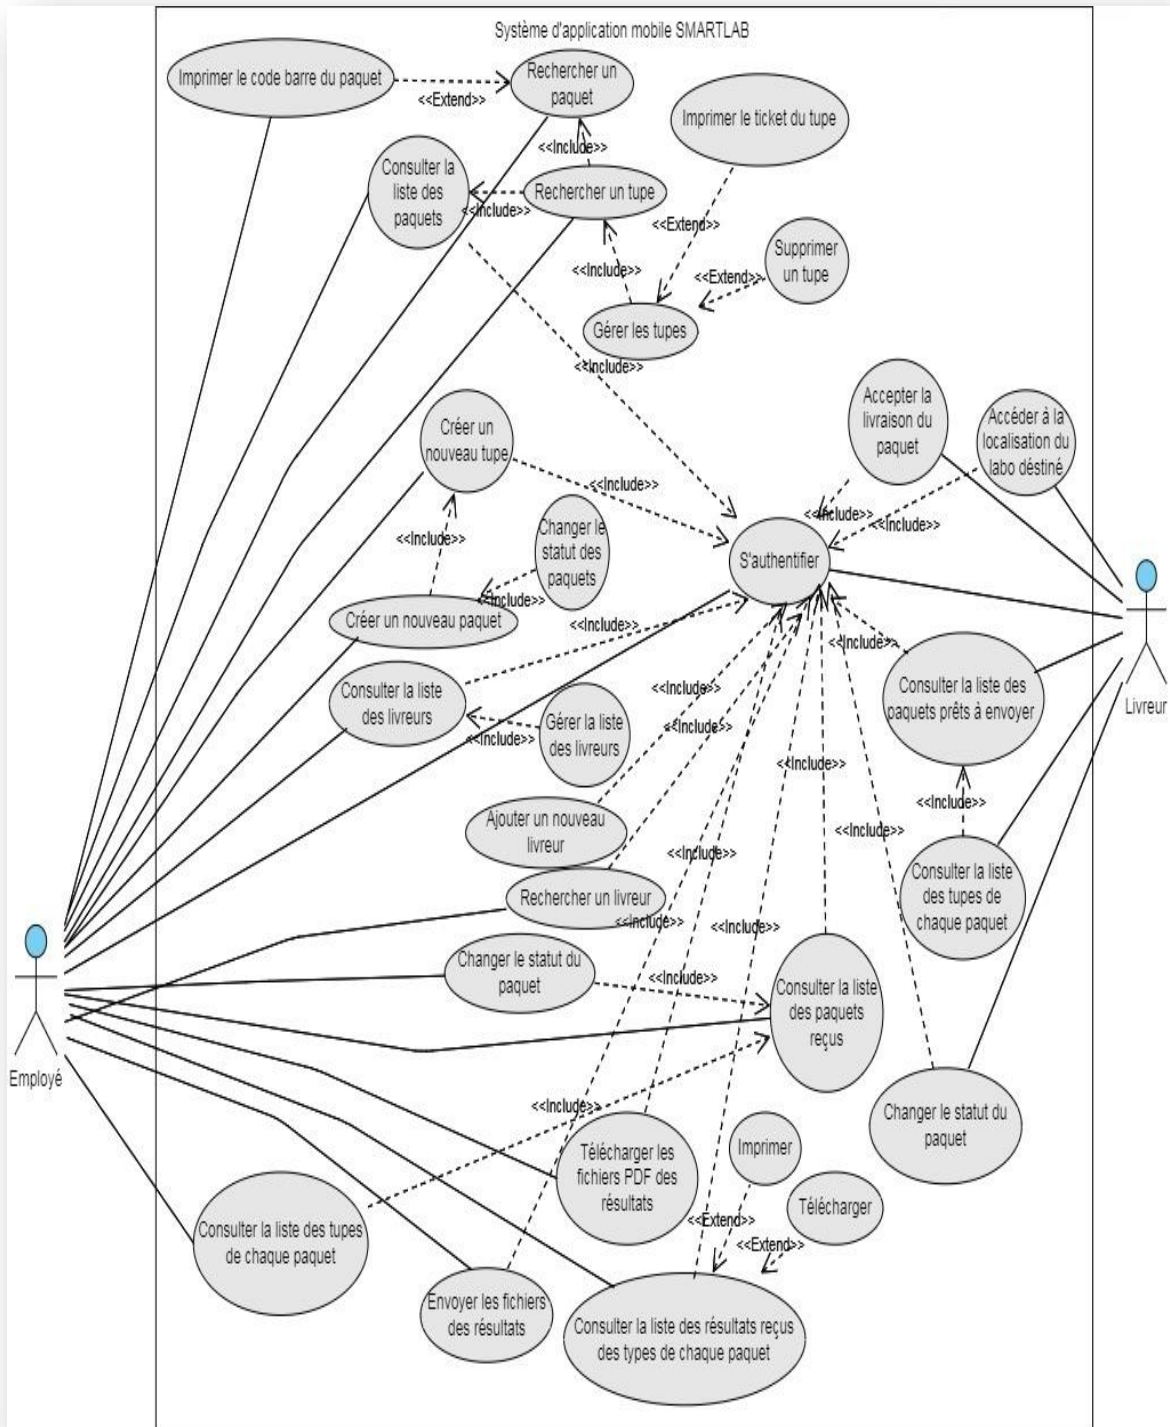 Système d'application mobile SMARTLAB
Imprimer le code barre du paquet
<<Extend>>
Rechercher un
paquet
Imprimer le ticket du tupe
<<Include>>
Consulter la
liste des
paquets
<<Include>>
Rechercher un tupe
<<Extend>>
Supprimer
un tupe
<<Include>>
<<Extend>>
Gérer les tupes
<<Include>>
Accepter la
livraison du
paquet
Accéder à la
localisation du
labo déstiné
Créer un
nouveau tupe
<<Include>>
<<Include>>
<<Include>>
<<Include>>
Changer le
statut des
paquets
S'authentifier
<<Include>>
Créer un nouveau paquet
<<Include>>
<<Include>>
Consulter la liste
des livreurs
<<Include>>
Consulter la liste des
paquets prêts à envoyer
Livreur
<<Include>>
Gérer la liste
des livreurs
<<Include>>
<<Include>>
<<Include>>
Ajouter un nouveau
livreur
<<Include>>
<<Include>>
Rechercher un livreur
<<Include>>
<<Include>>
Consulter la liste
des tupes de
chaque paquet
Changer le statut du
paquet
<<Include>>
Consulter la liste
des paquets
reçus
Employé
<<Include>>
Changer le statut du
paquet
Télécharger les
fichiers PDF des
résultats
Imprimer
Télécharger
<<Extend>>
<<Extend>>
Consulter la liste des tupes
de chaque paquet
Envoyer les fichiers
des résultats
Consulter la liste des résultats reçus
des types de chaque paquet